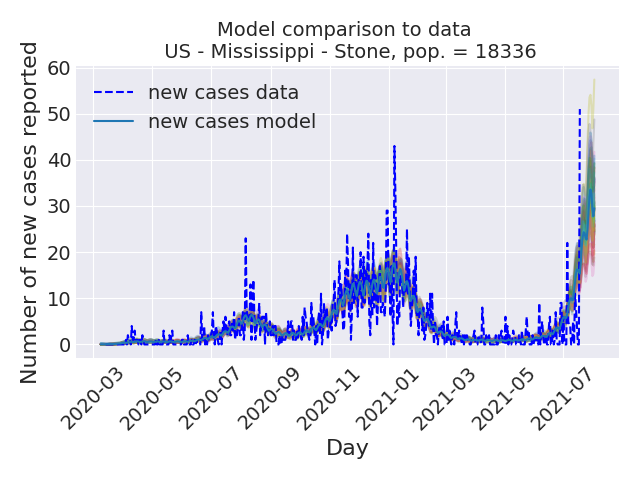 Model comparison to data
US - Mississippi - Stone, pop. = 18336
Number of new cases reported
60
50
40
30
20
10
0
new cases data
new cases model
2020-03
2020-05
2020-07
2020-09
2020-11
2021-01
2021-03
2021-05
2021-07
Day